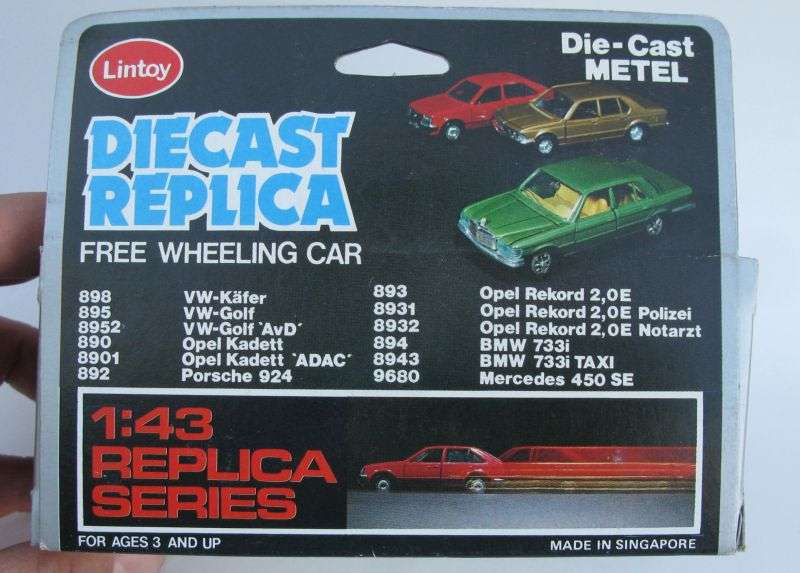 Lintoy
Die-Cast
METEL
DIECAST
REPLICA
FREE WHEELING CAR
898 VW-Käfer
895 VW-Golf
8952 VW-Golf 'AvD'
890 Opel Kadett
8901 Opel Kadett 'ADAC'
892 Porsche 924
893 Opel Rekord 2,0E
8931 Opel Rekord 2,0E Polizei
8932 Opel Rekord 2,0E Notarzt
894 BMW 733i
8943 BMW 733i TAXI
9680 Mercedes 450 SE
1:43
REPLICA
SERIES
FOR AGES 3 AND UP
MADE IN SINGAPORE